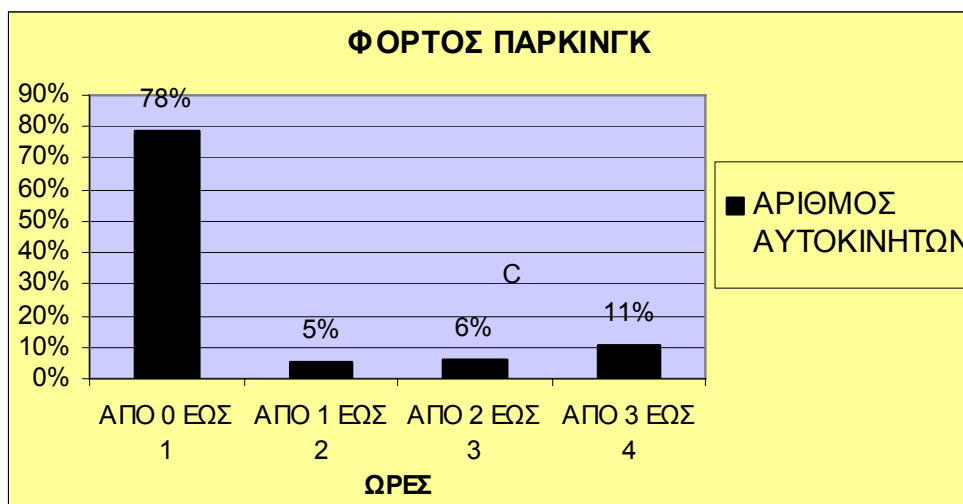 ΦΟΡΤΟΣ ΠΑΡΚΙΝΓΚ
90%
80%
70%
60%
50%
40%
30%
20%
10%
0%
78%
5%
6%
C
11%
ΑΠΟ 0 ΕΩΣ
1
ΑΠΟ 1 ΕΩΣ
2
ΑΠΟ 2 ΕΩΣ
3
ΑΠΟ 3 ΕΩΣ
4
ΩΡΕΣ
ΑΡΙΘΜΟΣ
ΑΥΤΟΚΙΝΗΤΩΝ